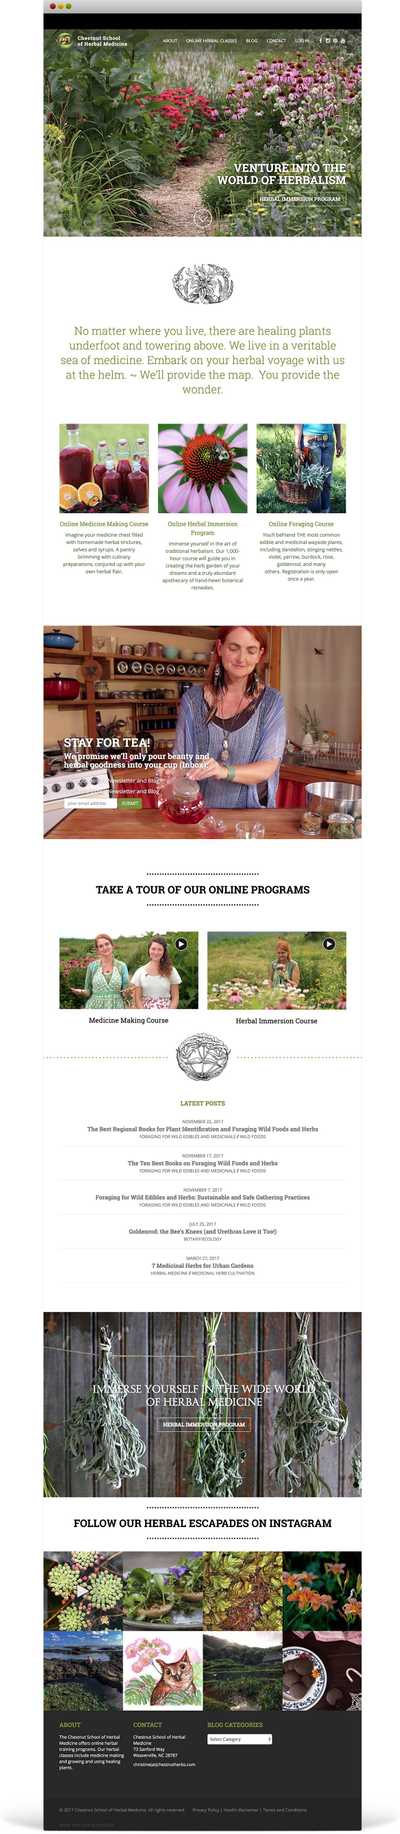 Chestnut School
of Herbal Medicine
ABOUT ONLINE HERBAL CLASSES BLOG CONTACT LOG IN
VENTURE INTO THE
WORLD OF HERBALISM
HERBAL IMMERSION PROGRAM
No matter where you live, there are healing plants
underfoot and towering above. We live in a veritable
sea of medicine. Embark on your herbal voyage with us
at the helm. ~ We'll provide the map. You provide the
wonder.
Online Medicine Making Course
Imagine your medicine chest filled
with homemade herbal tinctures,
salves and syrups. A pantry
brimming with culinary
preparations, conjured up with your
own herbal flair.
Online Herbal Immersion
Program
Immerse yourself in the art of
traditional herbalism. Our 1,000-
hour course will guide you in
creating the herb garden of your
dreams and a truly abundant
apothecary of hand-hewn botanical
remedies.
Online Foraging Course
You'll befriend THE most common
edible and medicinal wayside plants,
including dandelion, stinging nettles,
violet, yarrow, burdock, rose,
goldenrod, and many
others. Registration is only open
once a year.
STAY FOR TEA!
We promise we'll only pour beauty and
herbal goodness into your cup (inbox).
Newsletter and Blog
Newsletter and Blog
your email address SUBMIT
TAKE A TOUR OF OUR ONLINE PROGRAMS
Medicine Making Course
Herbal Immersion Course
LATEST POSTS
NOVEMBER 22, 2017
The Best Regional Books for Plant Identification and Foraging Wild Foods and Herbs
FORAGING FOR WILD EDIBLES AND MEDICINALS // WILD FOODS
NOVEMBER 17, 2017
The Ten Best Books on Foraging Wild Foods and Herbs
FORAGING FOR WILD EDIBLES AND MEDICINALS // WILD FOODS
NOVEMBER 7, 2017
Foraging for Wild Edibles and Herbs: Sustainable and Safe Gathering Practices
FORAGING FOR WILD EDIBLES AND MEDICINALS // WILD FOODS
JULY 25, 2017
Goldenrod: the Bee's Knees (and Urethras Love it Too!)
BOTANY/ECOLOGY
MARCH 27, 2017
7 Medicinal Herbs for Urban Gardens
HERBAL MEDICINE // MEDICINAL HERB CULTIVATION
IMMERSE YOURSELF IN THE WIDE WORLD
OF HERBAL MEDICINE
HERBAL IMMERSION PROGRAM
FOLLOW OUR HERBAL ESCAPADES ON INSTAGRAM
ABOUT
The Chestnut School of Herbal
Medicine offers online herbal
training programs. Our herbal
classes include medicine making
and growing and using healing
plants.
CONTACT
Chestnut School of Herbal
Medicine
73 Sanford Way
Weaverville, NC 28787
christine(at)chestnutherbs.com
BLOG CATEGORIES
Select Category
© 2017 Chestnut School of Herbal Medicine. All rights reserved. Privacy Policy | Health disclaimer | Terms and Conditions